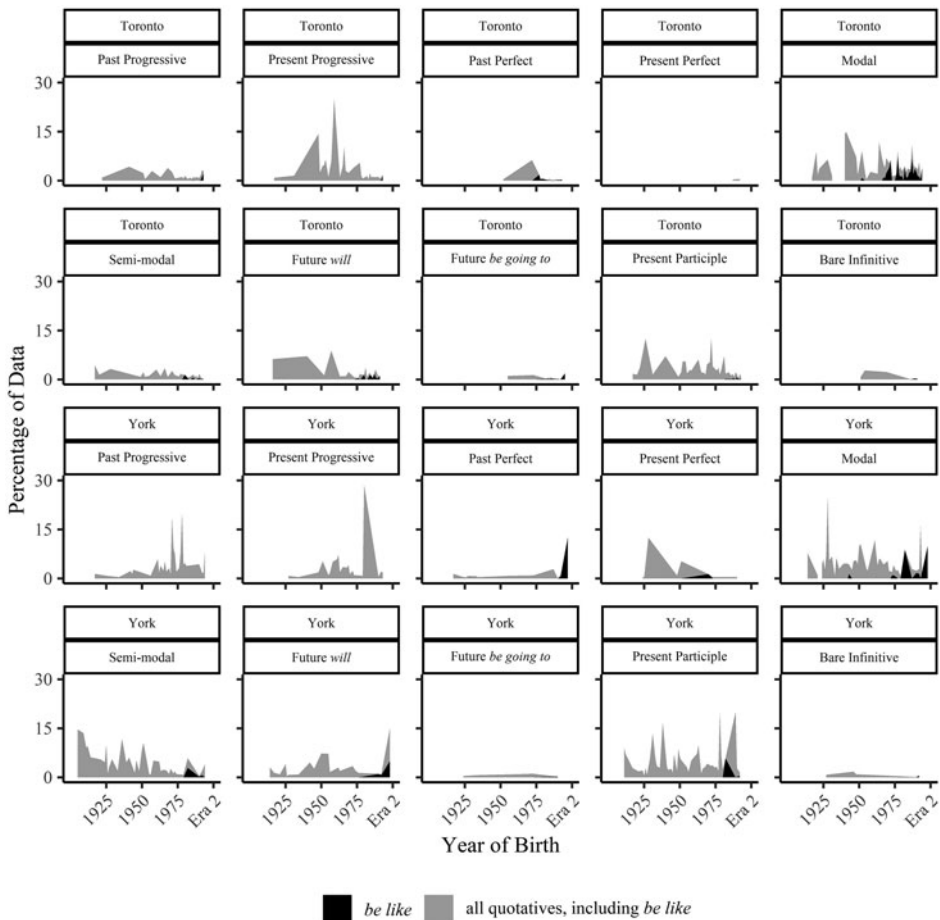 Toronto Toronto Toronto Toronto Toronto
Past Progressive Present Progressive Past Perfect Present Perfect Modal
30
15
0
Toronto Toronto Toronto Toronto Toronto
Semi-modal Future will Future be going to Present Participle Bare Infinitive
30
15
0
Percentage of Data
York York York York York
Past Progressive Present Progressive Past Perfect Present Perfect Modal
30
15
0
York York York York York
Semi-modal Future will Future be going to Present Participle Bare Infinitive
30
15
0
1925 1950 1975 Era 2 1925 1950 1975 Era 2 1925 1950 1975 Era 2 1925 1950 1975 Era 2 1925 1950 1975 Era 2
Year of Birth
be like all quotatives, including be like